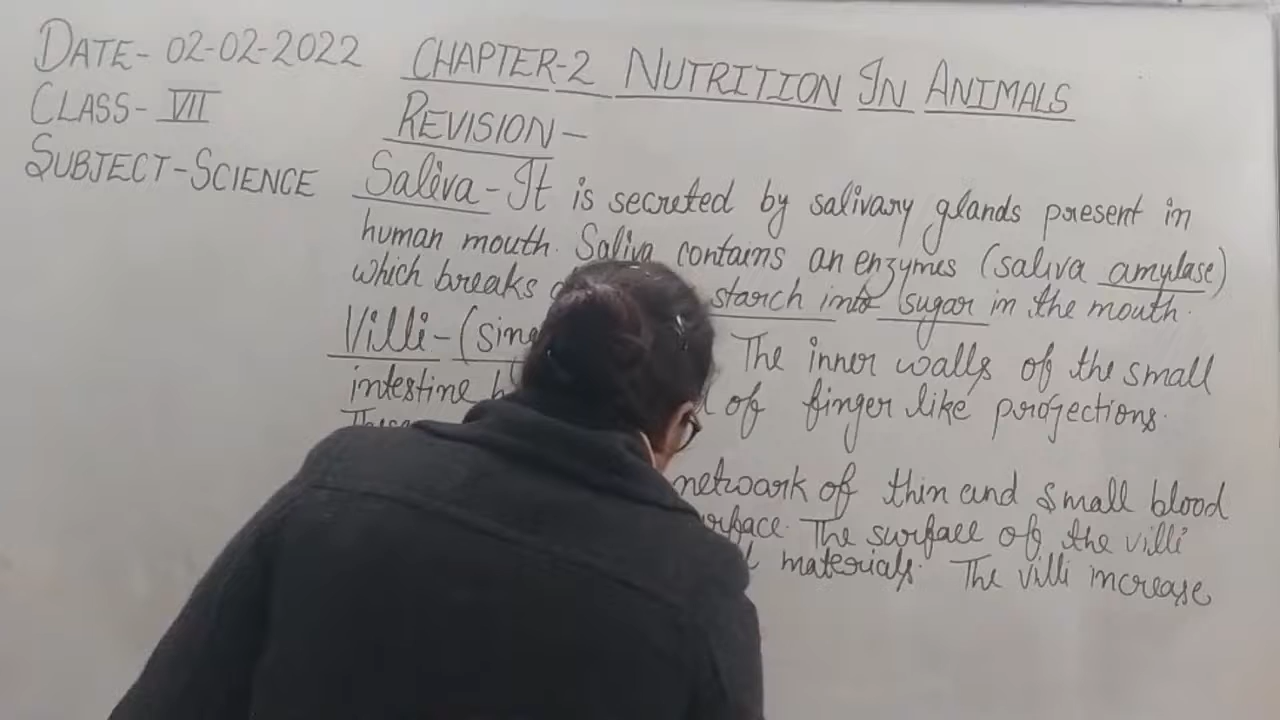 DATE- 02-02-2022
CLASS- VII
SUBJECT-SCIENCE
CHAPTER-2 NUTRITION IN ANIMALS
REVISION-
Saliva- It is secreted by salivary glands present in
human mouth. Saliva contains an enzymes (saliva amylase)
which breaks starch into sugar in the mouth.
Villi- The inner walls of the small
intestine of finger like projections.
network of thin and small blood
The surface of the villi
materials. The villi increase